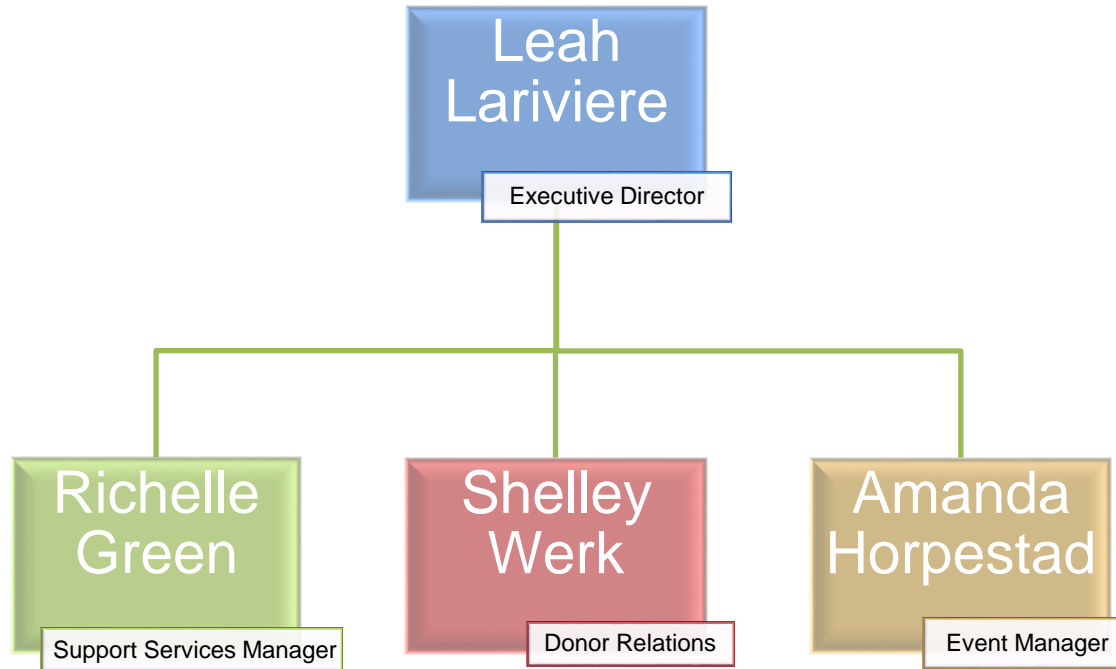 Leah
Lariviere
Executive Director
Richelle
Green
Support Services Manager
Shelley
Werk
Donor Relations
Amanda
Horpestad
Event Manager